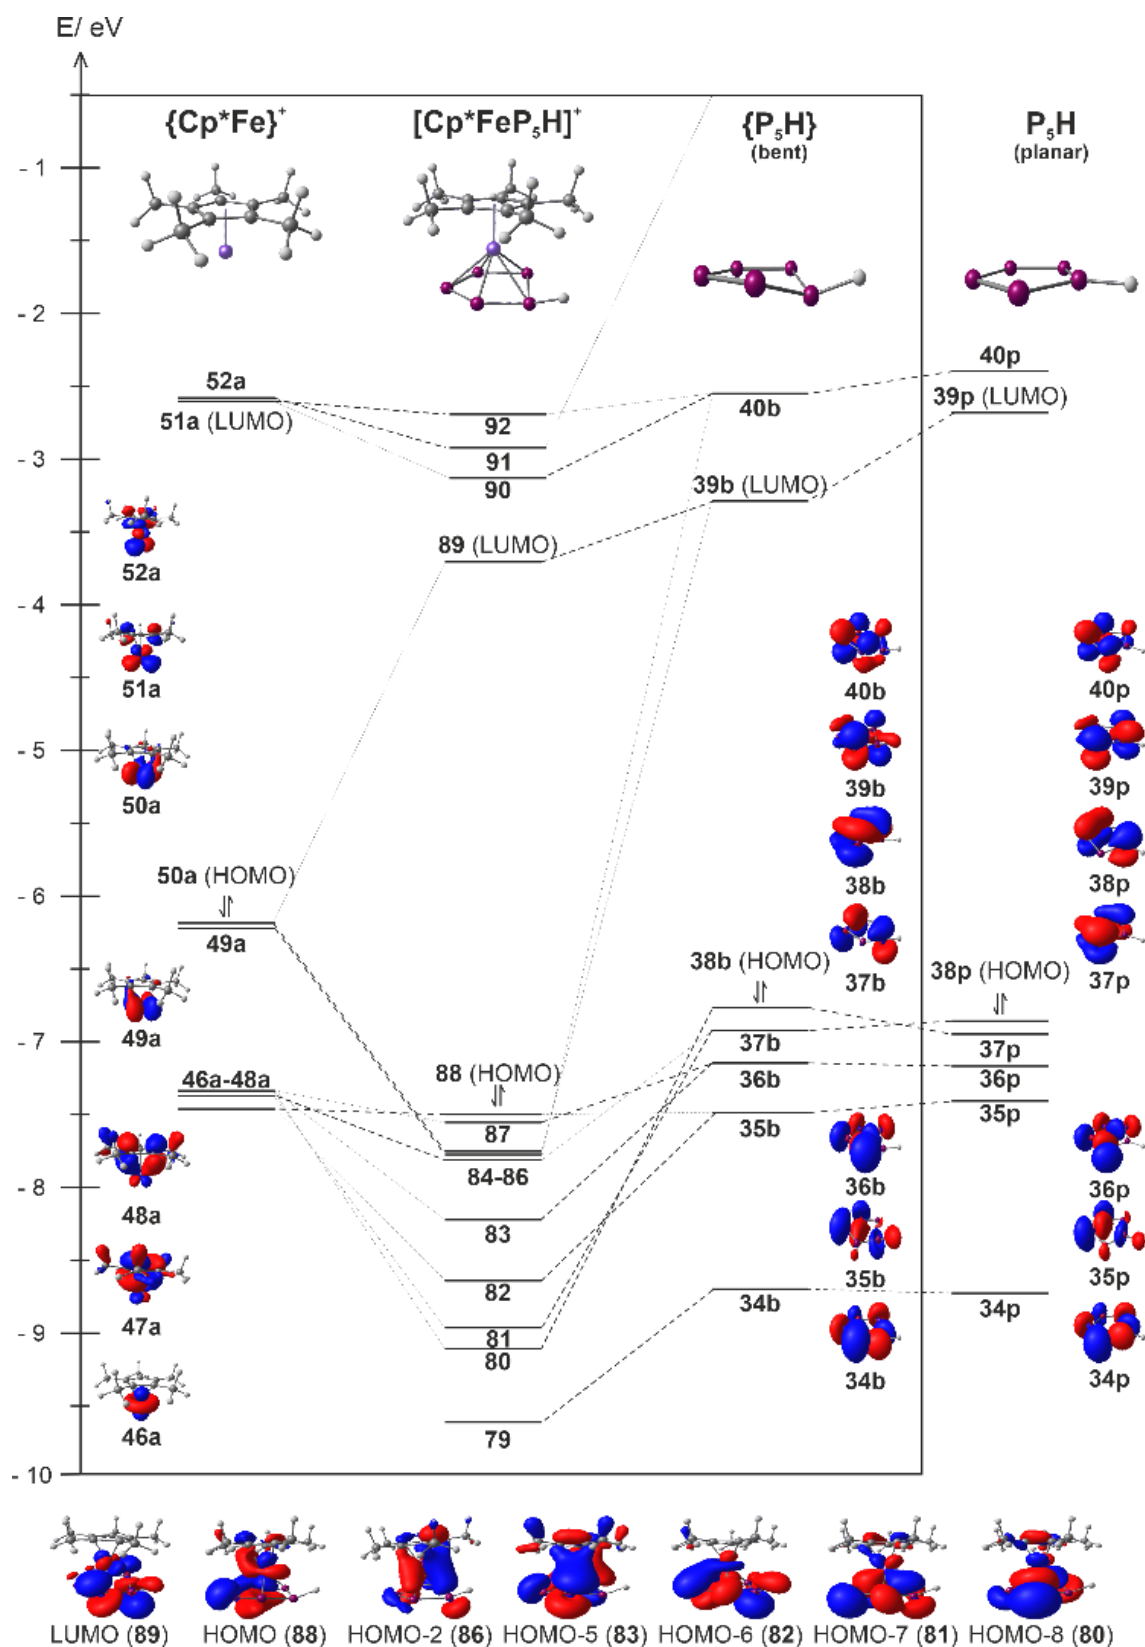 E/ eV
{Cp*Fe}⁺
[Cp*FeP₅H]⁺
{P₅H}
(bent)
P₅H
(planar)
- 1
- 2
- 3
- 4
- 5
- 6
- 7
- 8
- 9
- 10
52a
51a (LUMO)
52a
51a
50a
50a (HOMO)
⇌
49a
49a
46a-48a
48a
47a
46a
92
91
90
89 (LUMO)
88 (HOMO)
⇌
87
84-86
83
82
81
80
79
40b
39b (LUMO)
38b (HOMO)
⇌
37b
36b
35b
34b
40b
39b
38b
37b
36b
35b
34b
40p
39p (LUMO)
40p
39p
38p
37p
38p (HOMO)
⇌
37p
36p
35p
36p
35p
34p
34p
LUMO (89) HOMO (88) HOMO-2 (86) HOMO-5 (83) HOMO-6 (82) HOMO-7 (81) HOMO-8 (80)